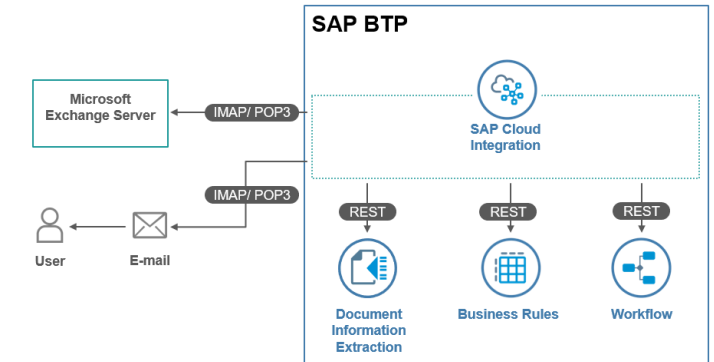 SAP BTP
Microsoft
Exchange Server
IMAP/ POP3
SAP Cloud
Integration
IMAP/ POP3
REST
REST
REST
User
E-mail
Document
Information
Extraction
Business Rules
Workflow